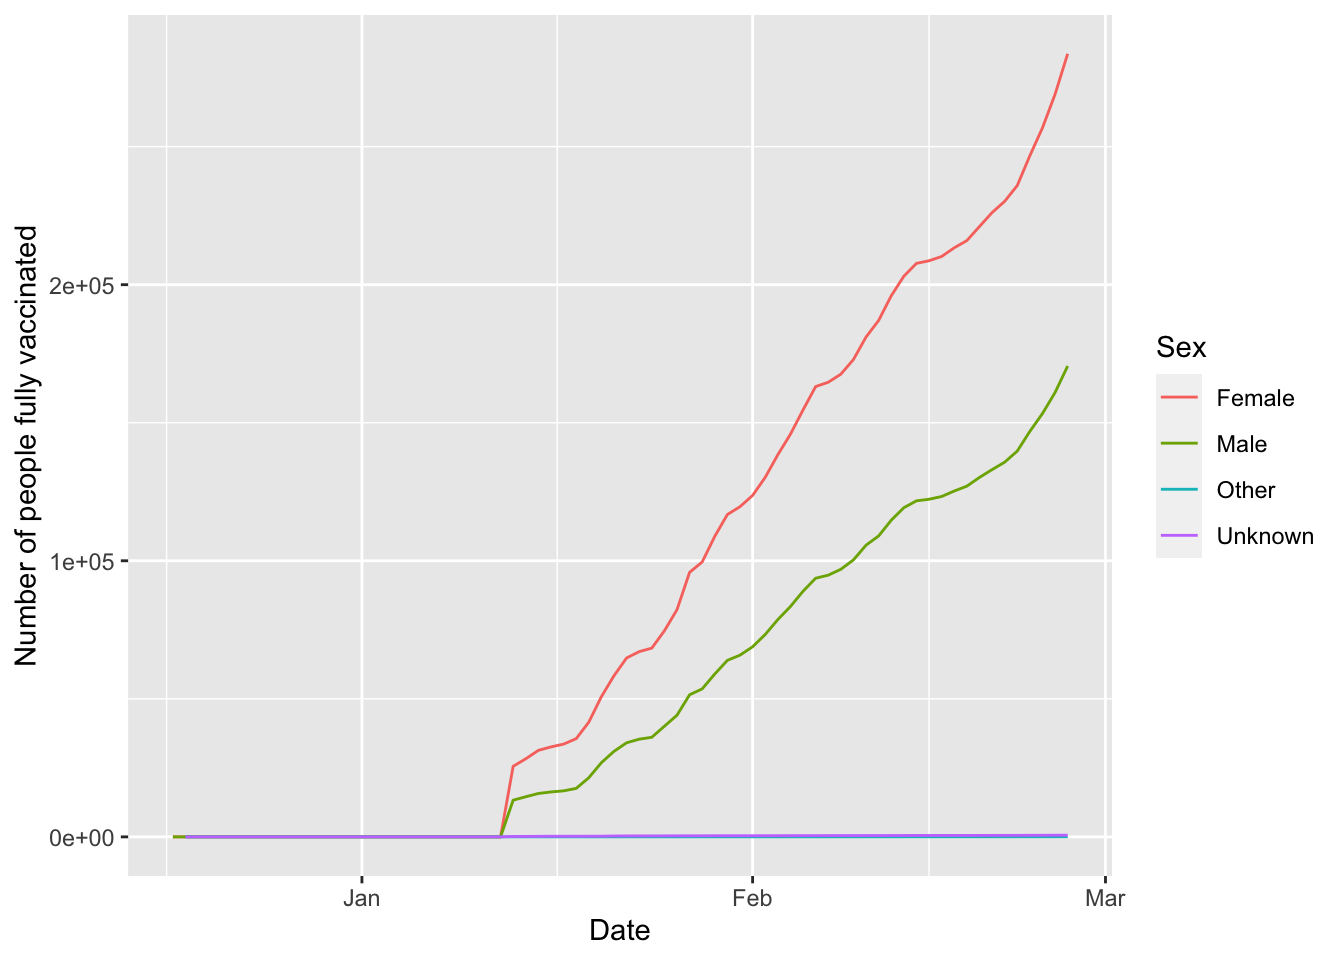 Number of people fully vaccinated
2e+05
1e+05
0e+00
Jan
Feb
Mar
Date
Sex
Female
Male
Other
Unknown